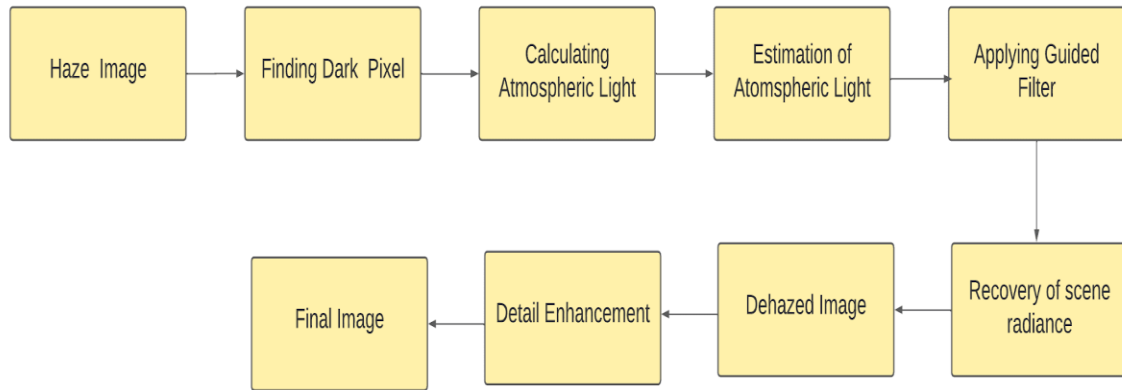 Haze Image
Finding Dark Pixel
Calculating
Atmospheric Light
Estimation of
Atomspheric Light
Applying Guided
Filter
Recovery of scene
radiance
Dehazed Image
Detail Enhancement
Final Image